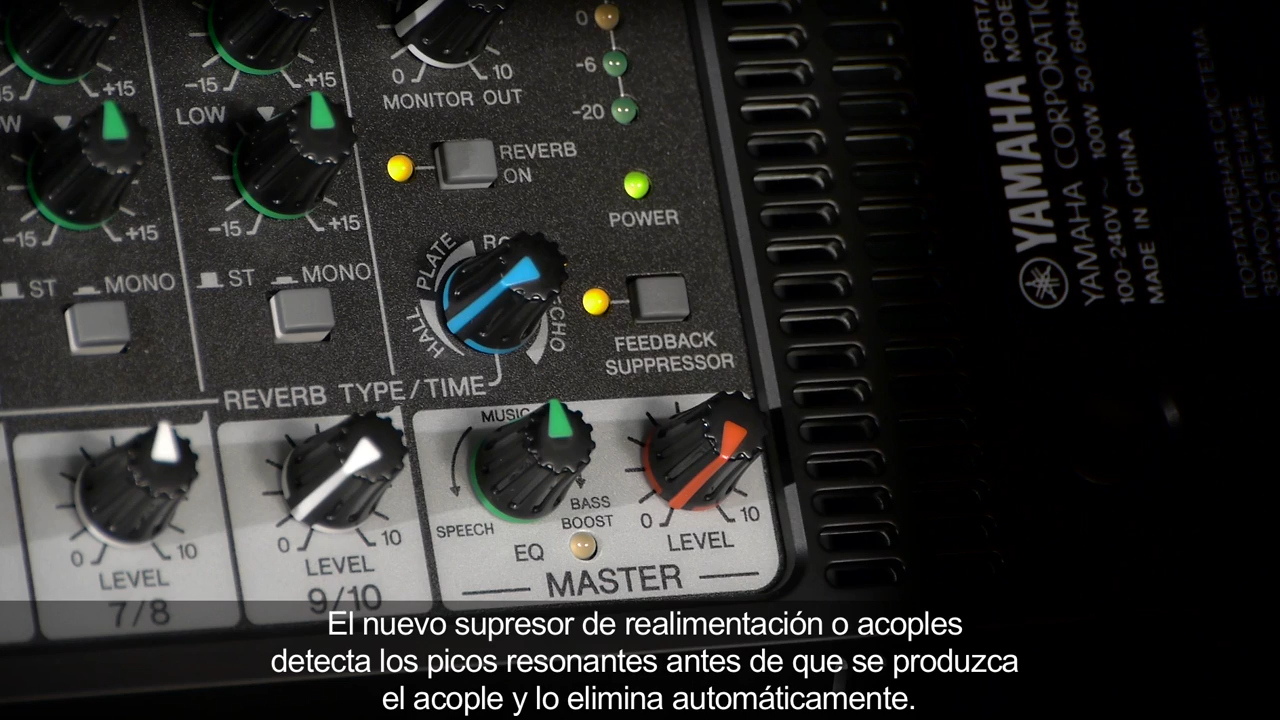 0
-6
-20
0 10
MONITOR OUT
-15 +15
+15
LOW
REVERB
ON
POWER
-15 +15
-15 +15
ST MONO
ST MONO
PLATE
HALL
FEEDBACK
SUPPRESSOR
REVERB TYPE/TIME
MUSIC
SPEECH
BASS
BOOST
EQ
0 10
LEVEL
MASTER
0 10
LEVEL
7/8
0 10
LEVEL
9/10
YAMAHA
YAMAHA CORPORATION
100-240V ~ 100W 50/60Hz
MADE IN CHINA
El nuevo supresor de realimentación o acoples
detecta los picos resonantes antes de que se produzca
el acople y lo elimina automáticamente.